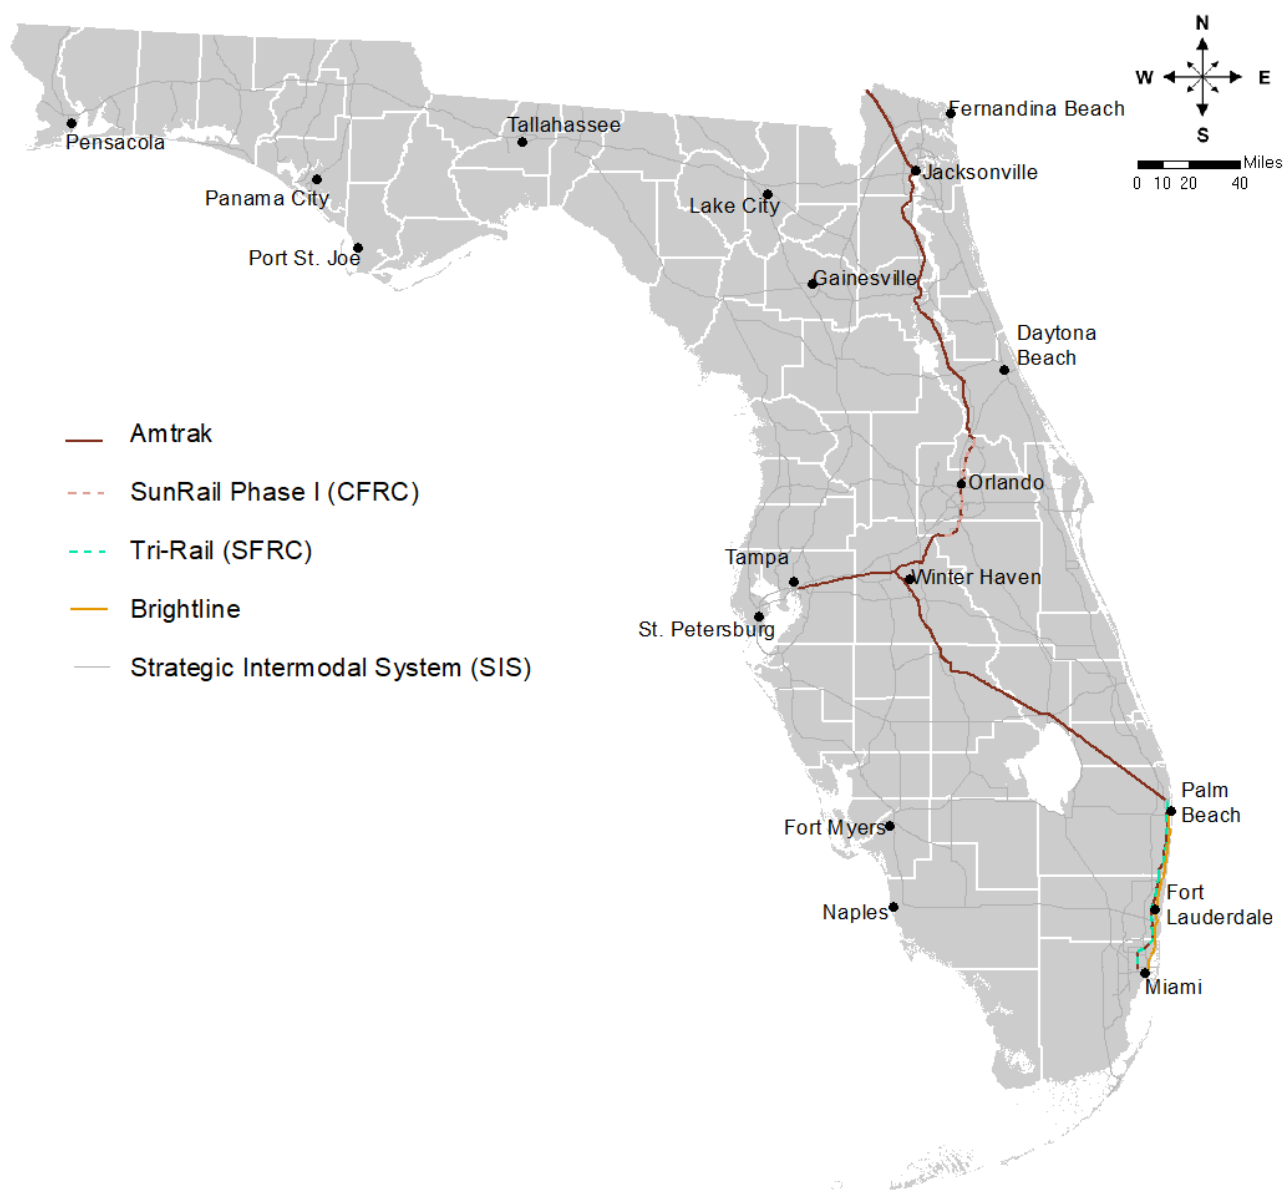 N
W E
S
Miles
0 10 20 40
Fernandina Beach
Pensacola
Tallahassee
Jacksonville
Panama City
Lake City
Port St. Joe
Gainesville
Daytona
Beach
Amtrak
SunRail Phase I (CFRC)
Orlando
Tri-Rail (SFRC)
Tampa
Winter Haven
Brightline
St. Petersburg
Strategic Intermodal System (SIS)
Palm
Beach
Fort Myers
Fort
Lauderdale
Naples
Miami